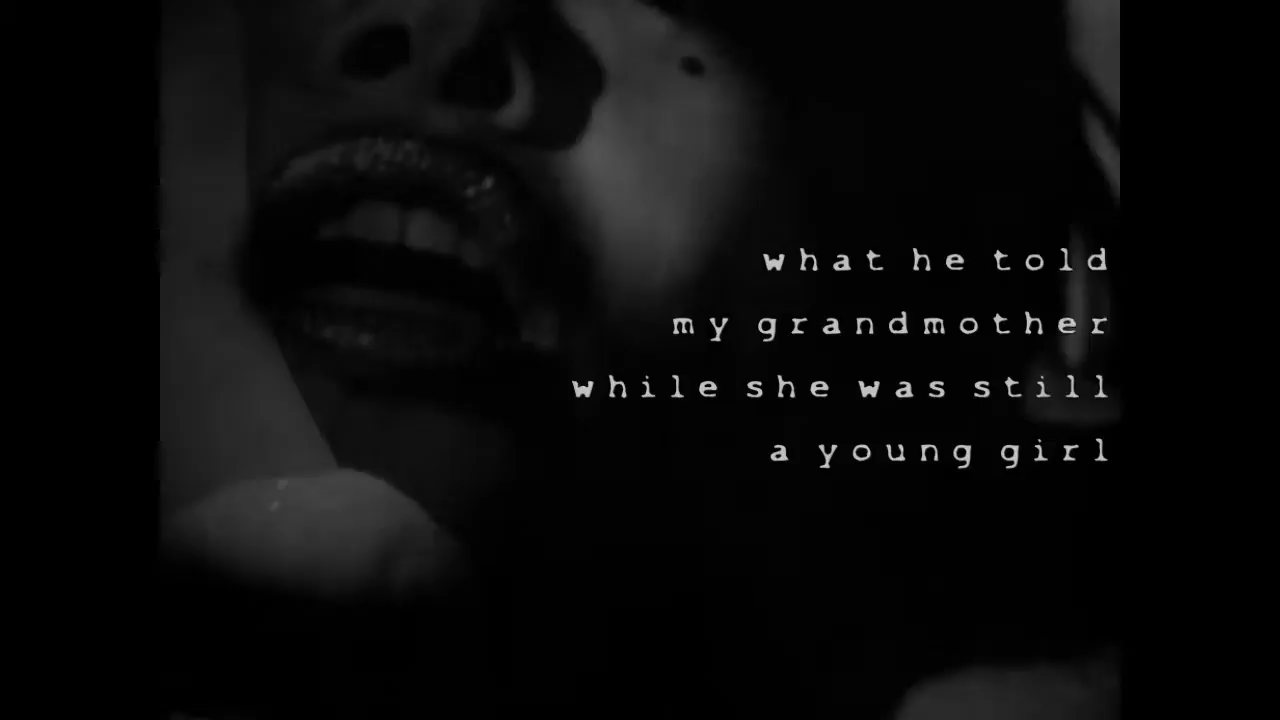 what he told
my grandmother
while she was still
a young girl